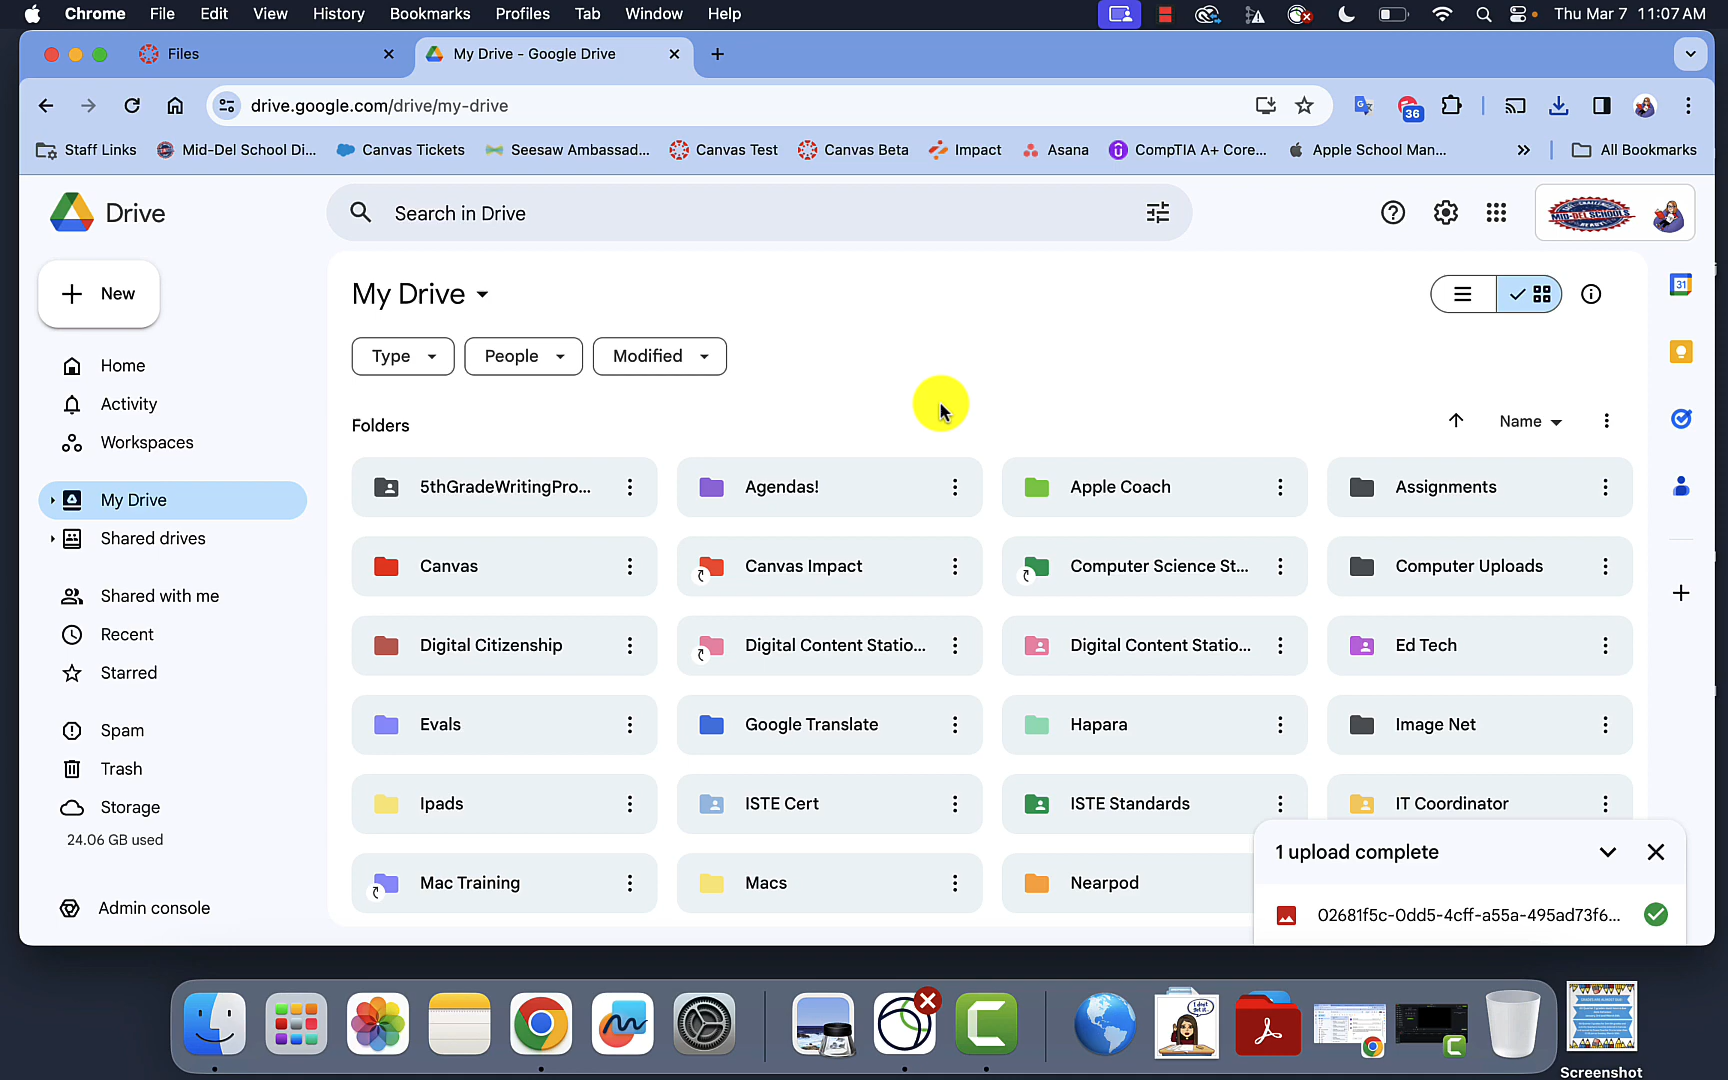 Chrome File Edit View History Bookmarks Profiles Tab Window Help Thu Mar 7 11:07 AM
Files My Drive - Google Drive
drive.google.com/drive/my-drive 36
Staff Links Mid-Del School Di... Canvas Tickets Seesaw Ambassad... Canvas Test Canvas Beta Impact Asana CompTIA A+ Core... Apple School Man... All Bookmarks
Drive Search in Drive MID-DEL SCHOOLS
New
My Drive
31
Type People Modified
Home
Activity
Workspaces
My Drive
Shared drives
Shared with me
Recent
Starred
Spam
Trash
Storage
24.06 GB used
Admin console
Folders Name
5thGradeWritingPro... Agendas! Apple Coach Assignments
Canvas Canvas Impact Computer Science St... Computer Uploads
Digital Citizenship Digital Content Statio... Digital Content Statio... Ed Tech
Evals Google Translate Hapara Image Net
Ipads ISTE Cert ISTE Standards IT Coordinator
Mac Training Macs Nearpod
1 upload complete
02681f5c-0dd5-4cff-a55a-495ad73f6...
Screenshot